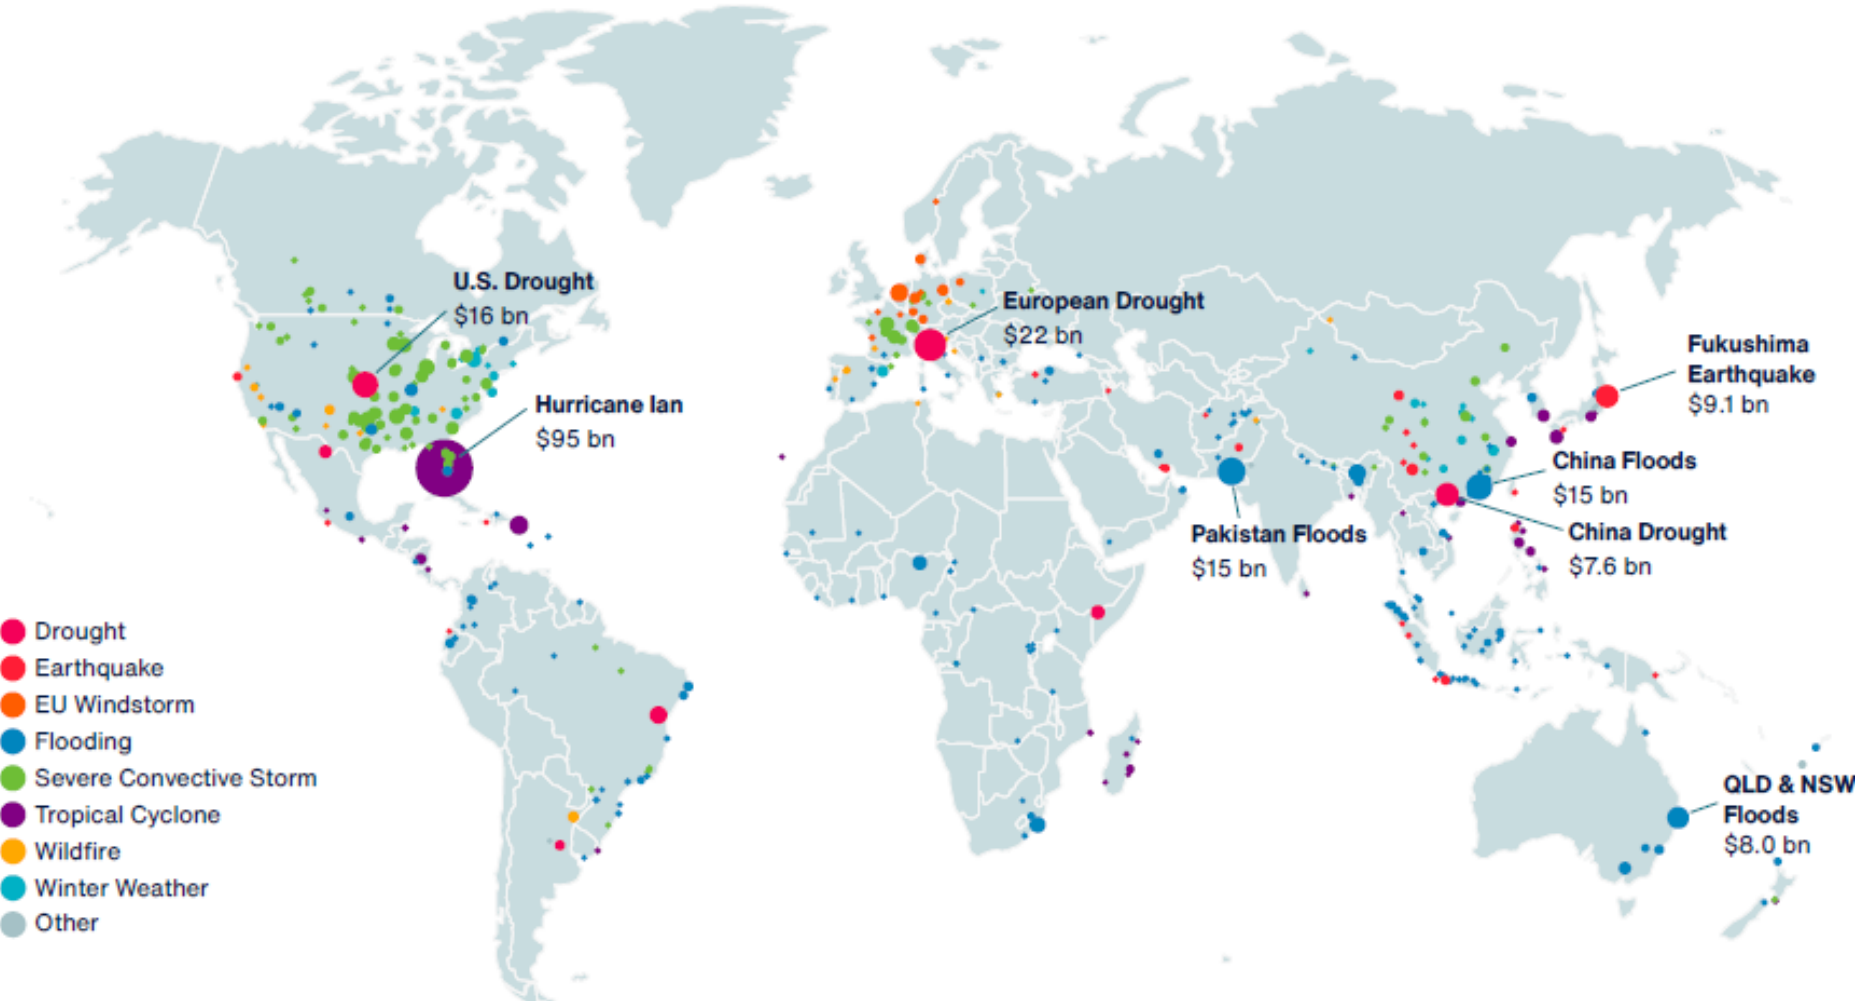 U.S. Drought
$16 bn
European Drought
$22 bn
Fukushima
Earthquake
$9.1 bn
Hurricane Ian
$95 bn
China Floods
$15 bn
Pakistan Floods
$15 bn
China Drought
$7.6 bn
Drought
Earthquake
EU Windstorm
Flooding
Severe Convective Storm
Tropical Cyclone
Wildfire
Winter Weather
Other
QLD & NSW
Floods
$8.0 bn